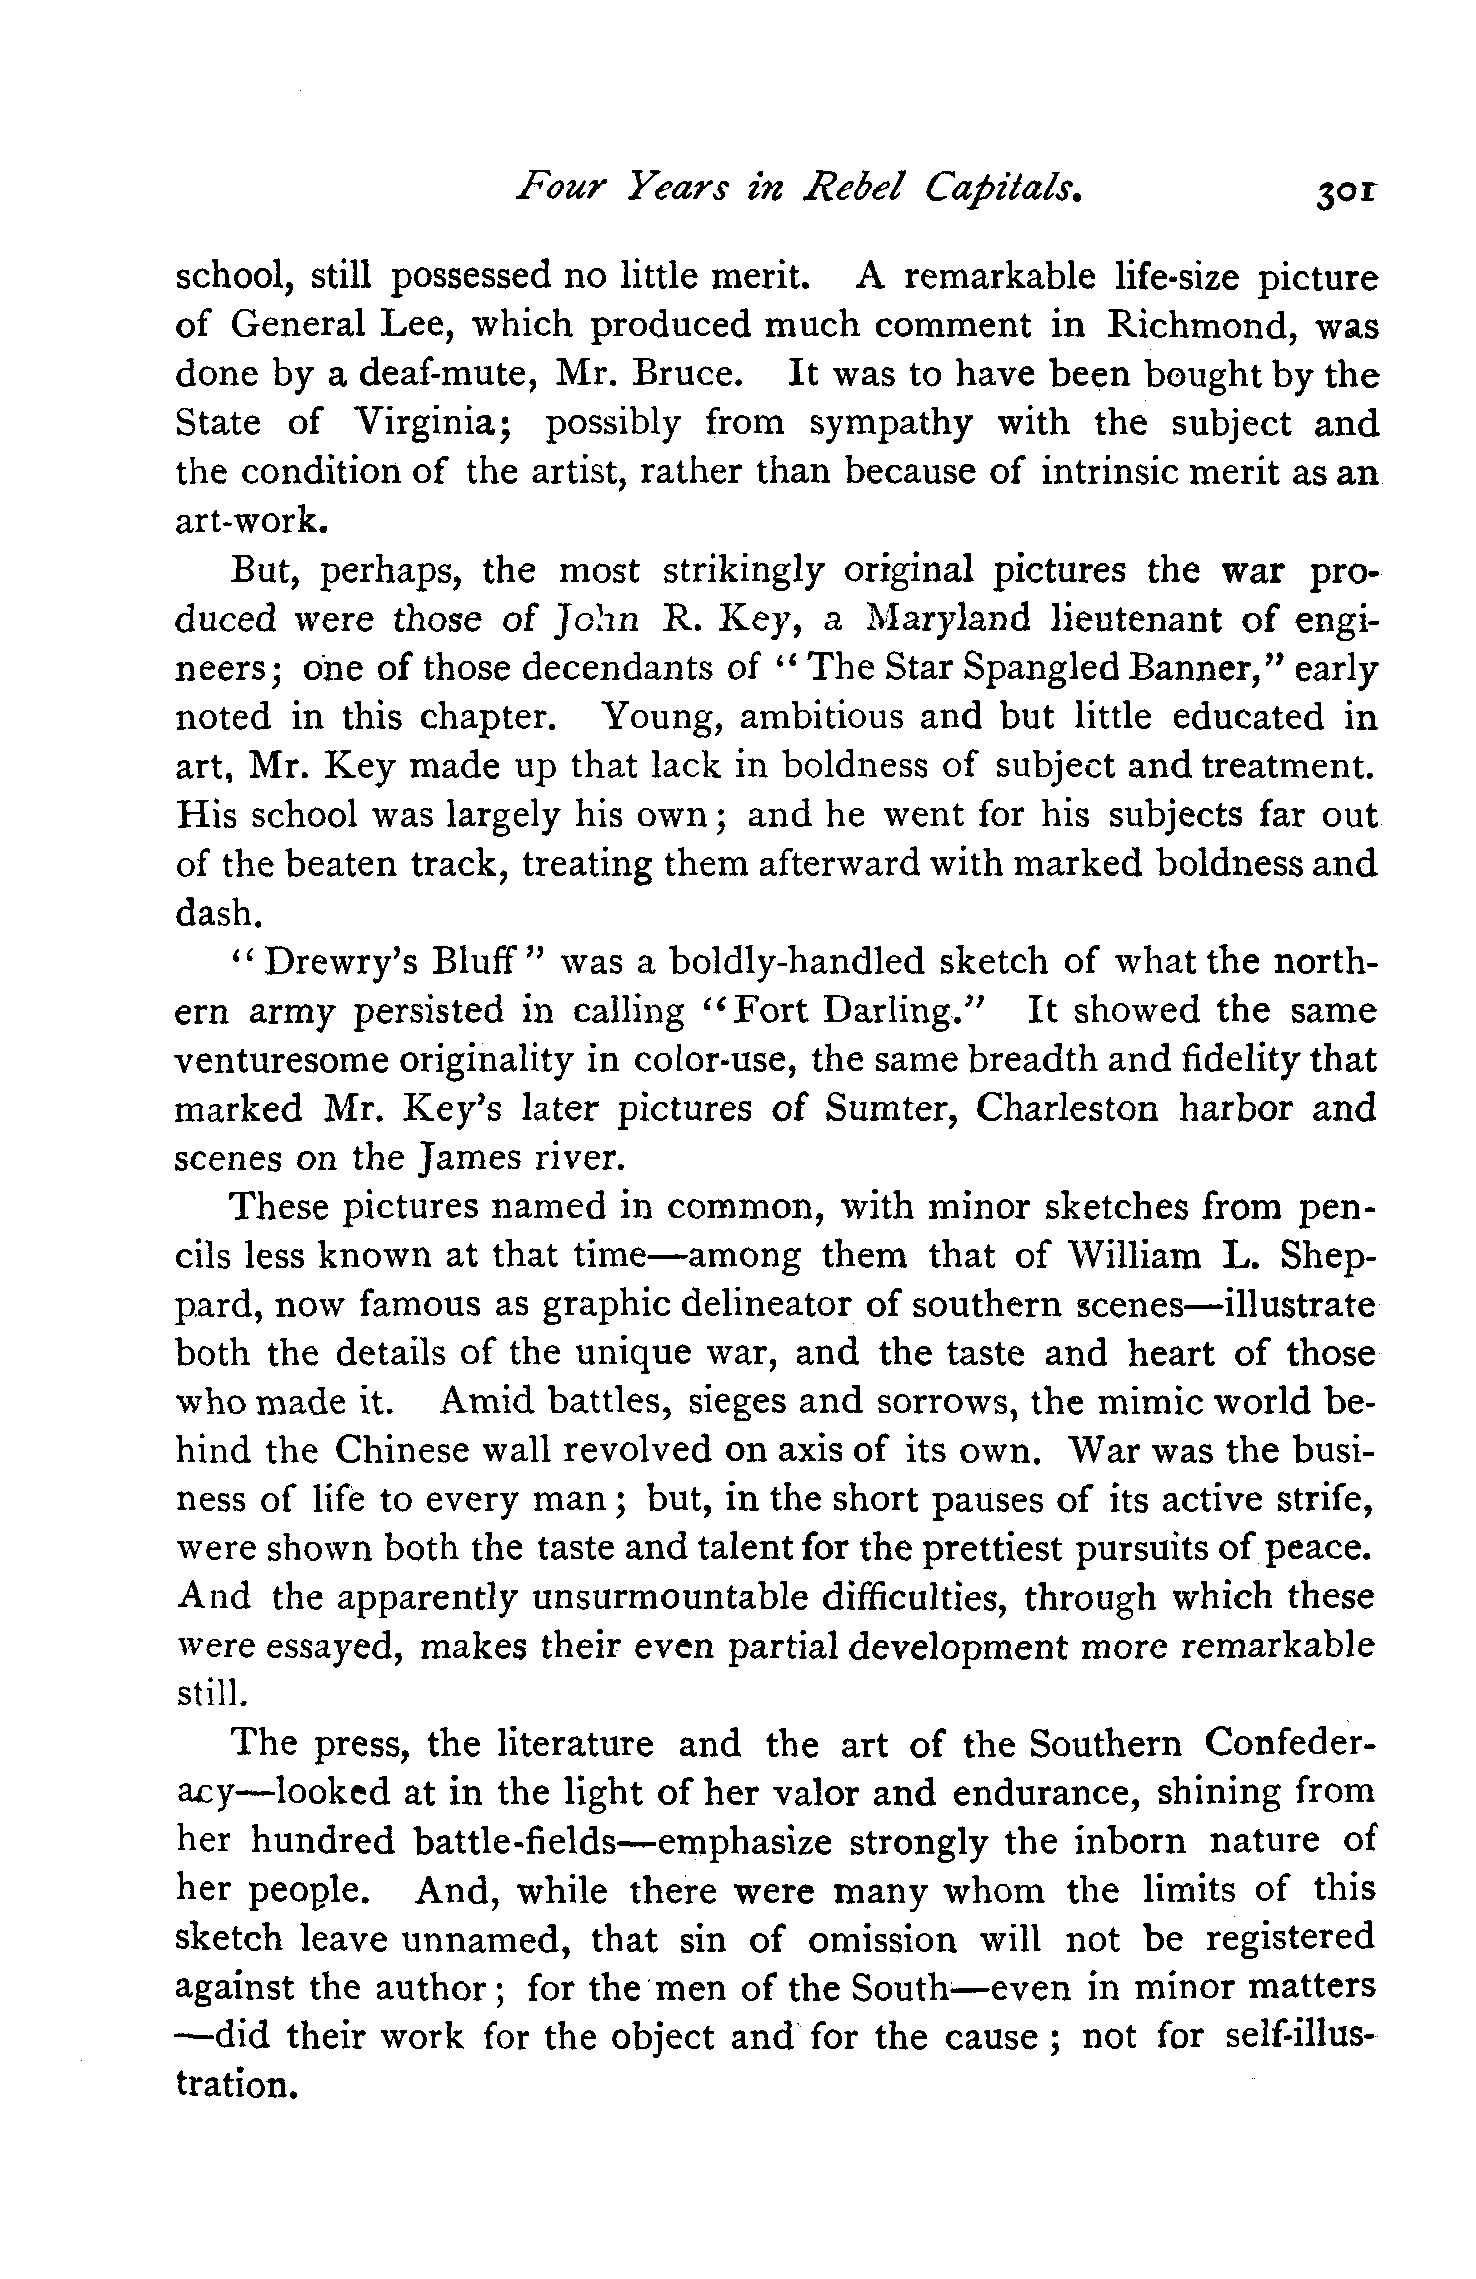 Four Years in Rebel Capitals. 301
school, still possessed no little merit. A remarkable life-size picture
of General Lee, which produced much comment in Richmond, was
done by a deaf-mute, Mr. Bruce. It was to have been bought by the
State of Virginia; possibly from sympathy with the subject and
the condition of the artist, rather than because of intrinsic merit as an
art-work.
But, perhaps, the most strikingly original pictures the war pro-
duced were those of John R. Key, a Maryland lieutenant of engi-
neers; one of those decendants of "The Star Spangled Banner," early
noted in this chapter. Young, ambitious and but little educated in
art, Mr. Key made up that lack in boldness of subject and treatment.
His school was largely his own; and he went for his subjects far out
of the beaten track, treating them afterward with marked boldness and
dash.
"Drewry's Bluff" was a boldly-handled sketch of what the north-
ern army persisted in calling "Fort Darling." It showed the same
venturesome originality in color-use, the same breadth and fidelity that
marked Mr. Key's later pictures of Sumter, Charleston harbor and
scenes on the James river.
These pictures named in common, with minor sketches from pen-
cils less known at that time—among them that of William L. Shep-
pard, now famous as graphic delineator of southern scenes—illustrate
both the details of the unique war, and the taste and heart of those
who made it. Amid battles, sieges and sorrows, the mimic world be-
hind the Chinese wall revolved on axis of its own. War was the busi-
ness of life to every man; but, in the short pauses of its active strife,
were shown both the taste and talent for the prettiest pursuits of peace.
And the apparently unsurmountable difficulties, through which these
were essayed, makes their even partial development more remarkable
still.
The press, the literature and the art of the Southern Confeder-
acy—looked at in the light of her valor and endurance, shining from
her hundred battle-fields—emphasize strongly the inborn nature of
her people. And, while there were many whom the limits of this
sketch leave unnamed, that sin of omission will not be registered
against the author; for the men of the South—even in minor matters
—did their work for the object and for the cause; not for self-illus-
tration.